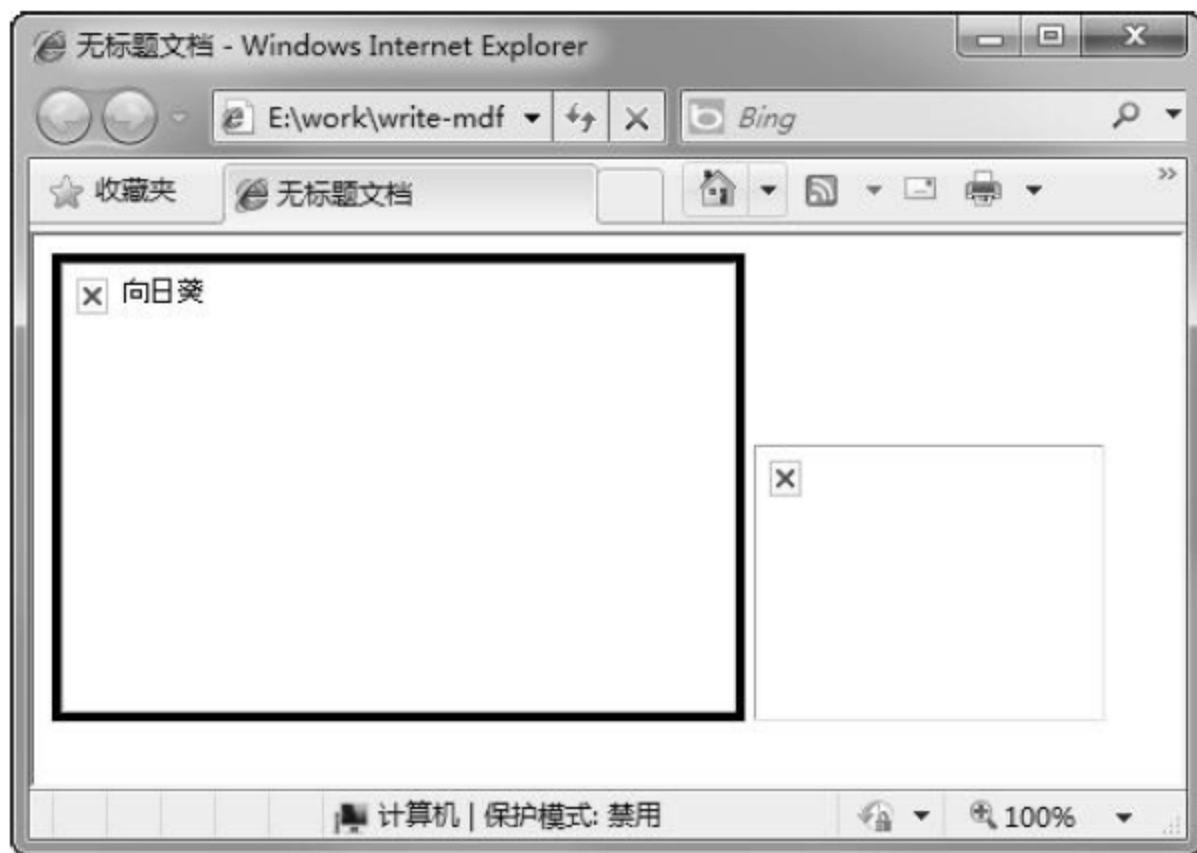 无标题文档 - Windows Internet Explorer
E:\work\write-mdf
Bing
收藏夹
无标题文档
向日葵
计算机 | 保护模式: 禁用
100%